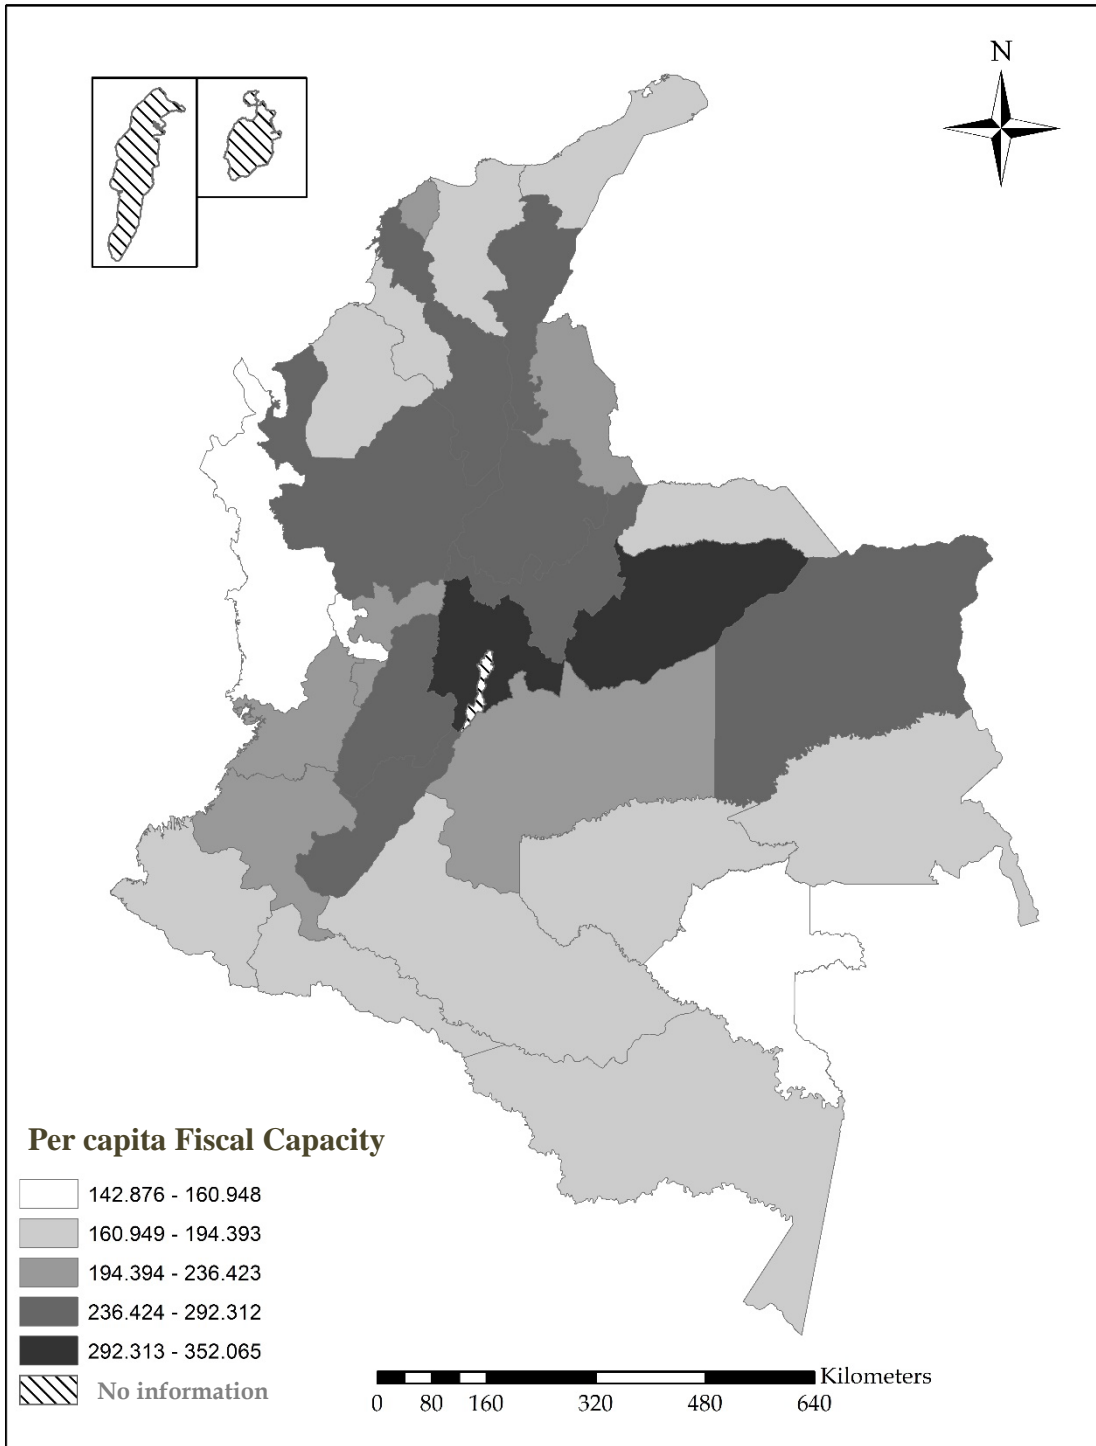 N
Per capita Fiscal Capacity
142.876 - 160.948
160.949 - 194.393
194.394 - 236.423
236.424 - 292.312
292.313 - 352.065
No information
Kilometers
0 80 160 320 480 640